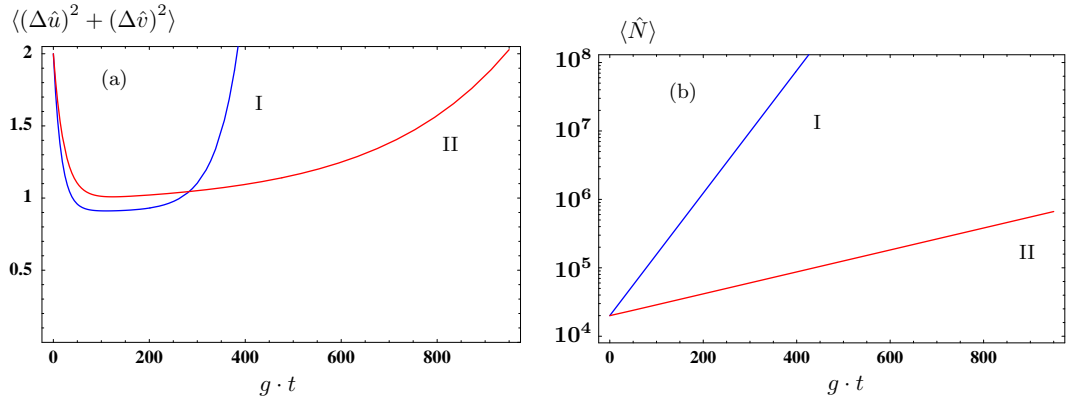 ⟨(Δû)² + (Δv̂)²⟩
2
1.5
1
0.5
(a)
I
II
0 200 400 600 800
g · t
⟨N̂⟩
10⁸
10⁷
10⁶
10⁵
10⁴
(b)
I
II
0 200 400 600 800
g · t